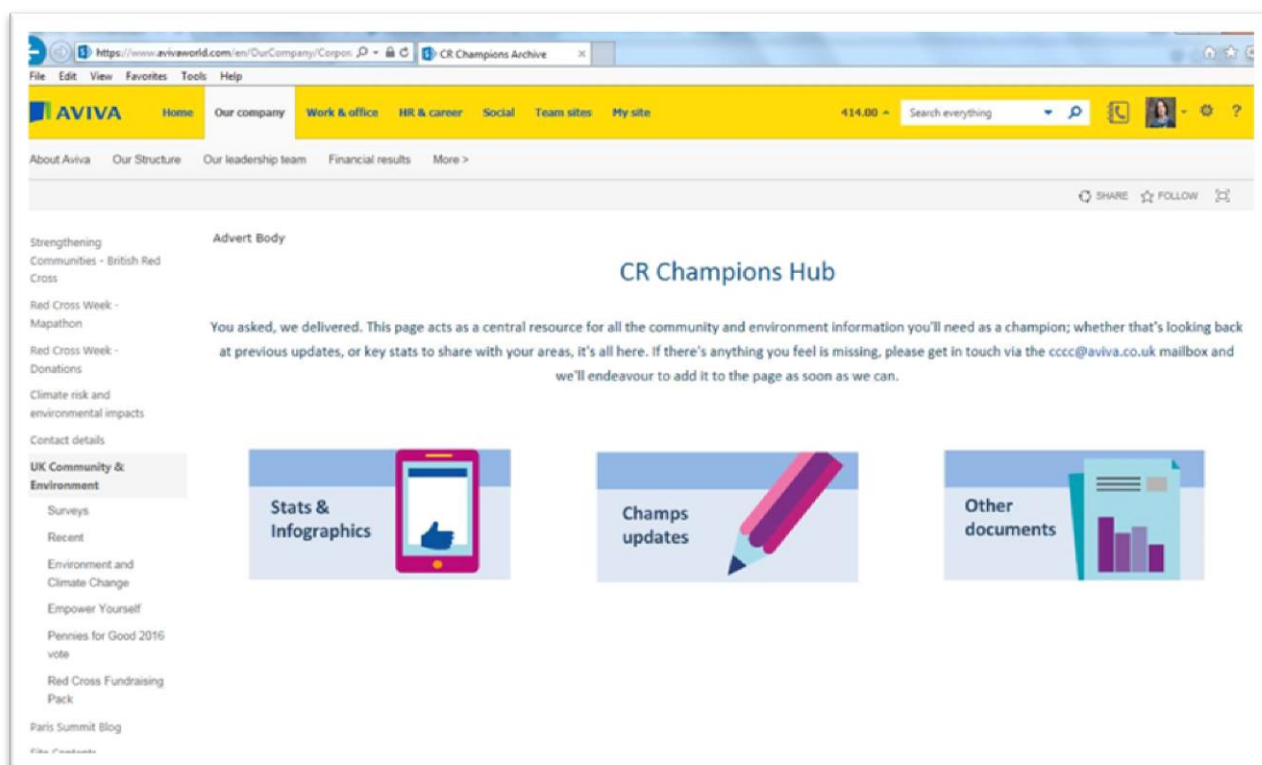 https://www.avivaworld.com/en/OurCompany/Corpor
CR Champions Archive
File Edit View Favorites Tools Help
AVIVA Home Our company Work & office HR & career Social Team sites My site 414.00 Search everything ?
About Aviva Our Structure Our leadership team Financial results More >
SHARE FOLLOW
Strengthening
Communities - British Red
Cross
Red Cross Week -
Mapathon
Red Cross Week -
Donations
Climate risk and
environmental impacts
Contact details
UK Community &
Environment
Surveys
Recent
Environment and
Climate Change
Empower Yourself
Pennies for Good 2016
vote
Red Cross Fundraising
Pack
Paris Summit Blog
Site Contents
Advert Body
CR Champions Hub
You asked, we delivered. This page acts as a central resource for all the community and environment information you'll need as a champion; whether that's looking back
at previous updates, or key stats to share with your areas, it's all here. If there's anything you feel is missing, please get in touch via the cccc@aviva.co.uk mailbox and
we'll endeavour to add it to the page as soon as we can.
Stats &
Infographics
Champs
updates
Other
documents